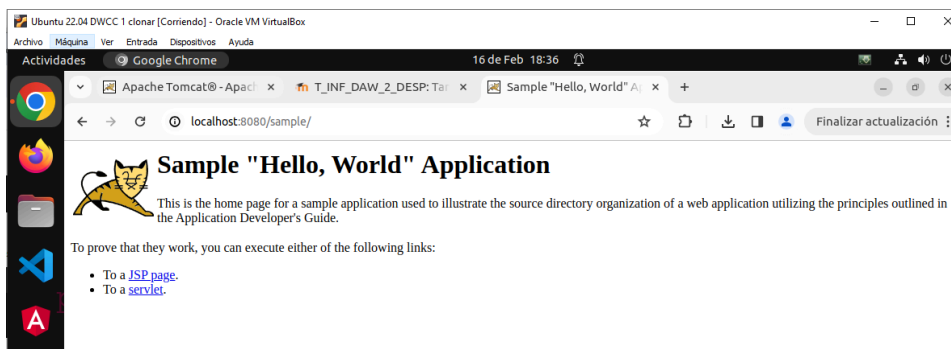 Ubuntu 22.04 DWCC 1 clonar [Corriendo] - Oracle VM VirtualBox
Archivo Máquina Ver Entrada Dispositivos Ayuda
Actividades Google Chrome 16 de Feb 18:36
Apache Tomcat® - Apach T_INF_DAW_2_DESP: Tar Sample "Hello, World" A
localhost:8080/sample/ Finalizar actualización
Sample "Hello, World" Application
This is the home page for a sample application used to illustrate the source directory organization of a web application utilizing the principles outlined in
the Application Developer's Guide.
To prove that they work, you can execute either of the following links:
• To a JSP page.
• To a servlet.